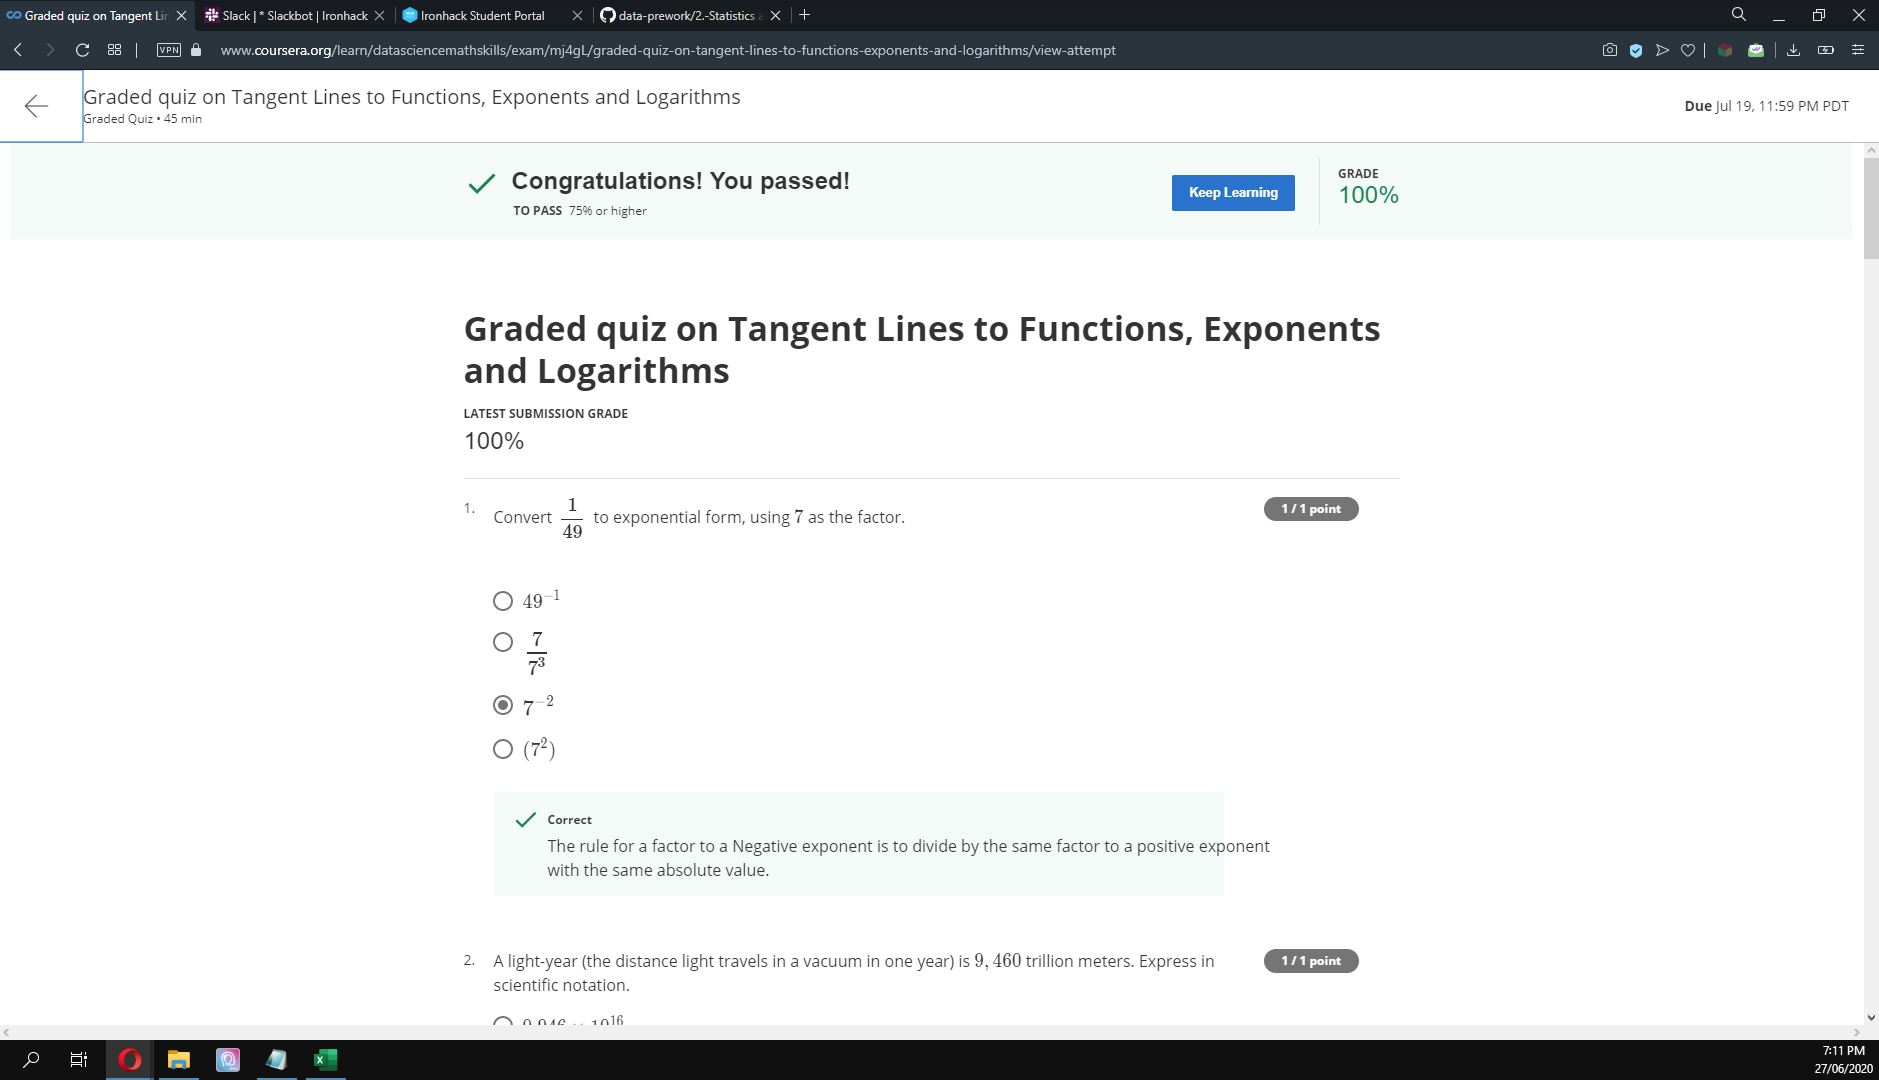 Graded quiz on Tangent Lin
Slack | * Slackbot | Ironhack
Ironhack Student Portal
data-prework/2.-Statistics a
VPN
www.coursera.org/learn/datasciencemathskills/exam/mj4gL/graded-quiz-on-tangent-lines-to-functions-exponents-and-logarithms/view-attempt
Graded quiz on Tangent Lines to Functions, Exponents and Logarithms
Graded Quiz • 45 min
Due Jul 19, 11:59 PM PDT
Congratulations! You passed!
TO PASS 75% or higher
Keep Learning
GRADE
100%
Graded quiz on Tangent Lines to Functions, Exponents
and Logarithms
LATEST SUBMISSION GRADE
100%
1. Convert 1/49 to exponential form, using 7 as the factor.
1 / 1 point
49⁻¹
7/7³
7⁻²
(7²)
Correct
The rule for a factor to a Negative exponent is to divide by the same factor to a positive exponent
with the same absolute value.
2. A light-year (the distance light travels in a vacuum in one year) is 9,460 trillion meters. Express in
scientific notation.
1 / 1 point
7:11 PM
27/06/2020